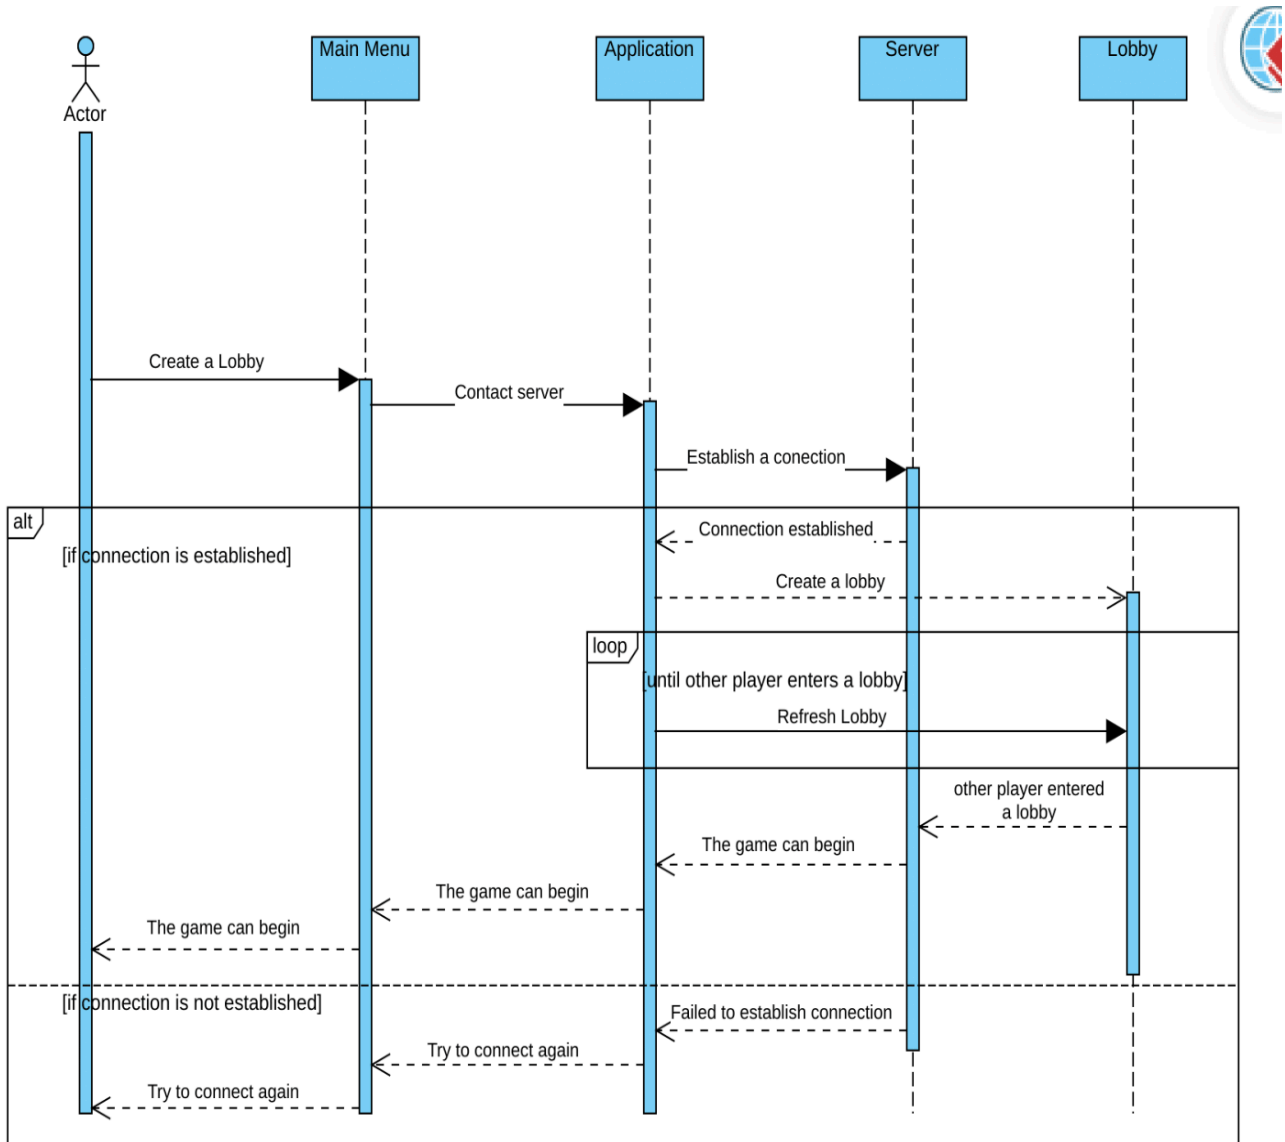 Actor
Main Menu
Application
Server
Lobby
Create a Lobby
Contact server
Establish a conection
alt
[if connection is established]
Connection established
Create a lobby
loop
[until other player enters a lobby]
Refresh Lobby
other player entered
a lobby
The game can begin
The game can begin
The game can begin
[if connection is not established]
Failed to establish connection
Try to connect again
Try to connect again